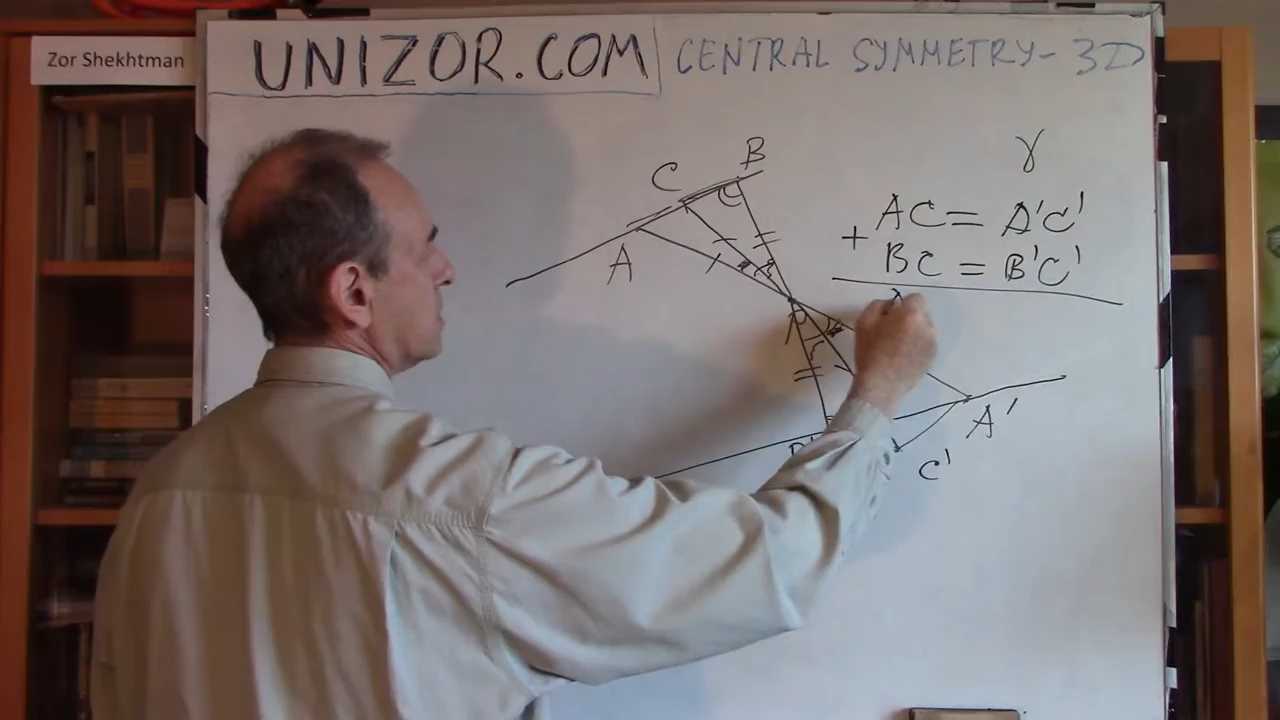 Zor Shekhtman
UNIZOR.COM
CENTRAL SYMMETRY-3D
B
C
A
γ
AC = A'C'
+
BC = B'C'
A'
C'